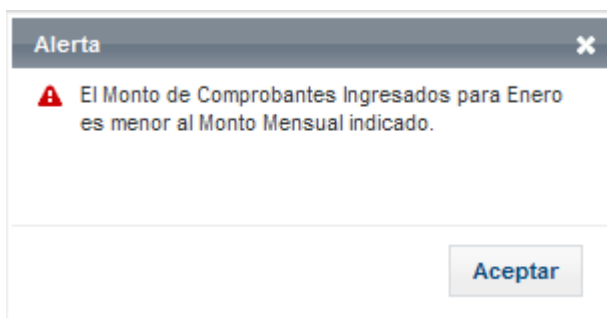 Alerta
El Monto de Comprobantes Ingresados para Enero
es menor al Monto Mensual indicado.
Aceptar